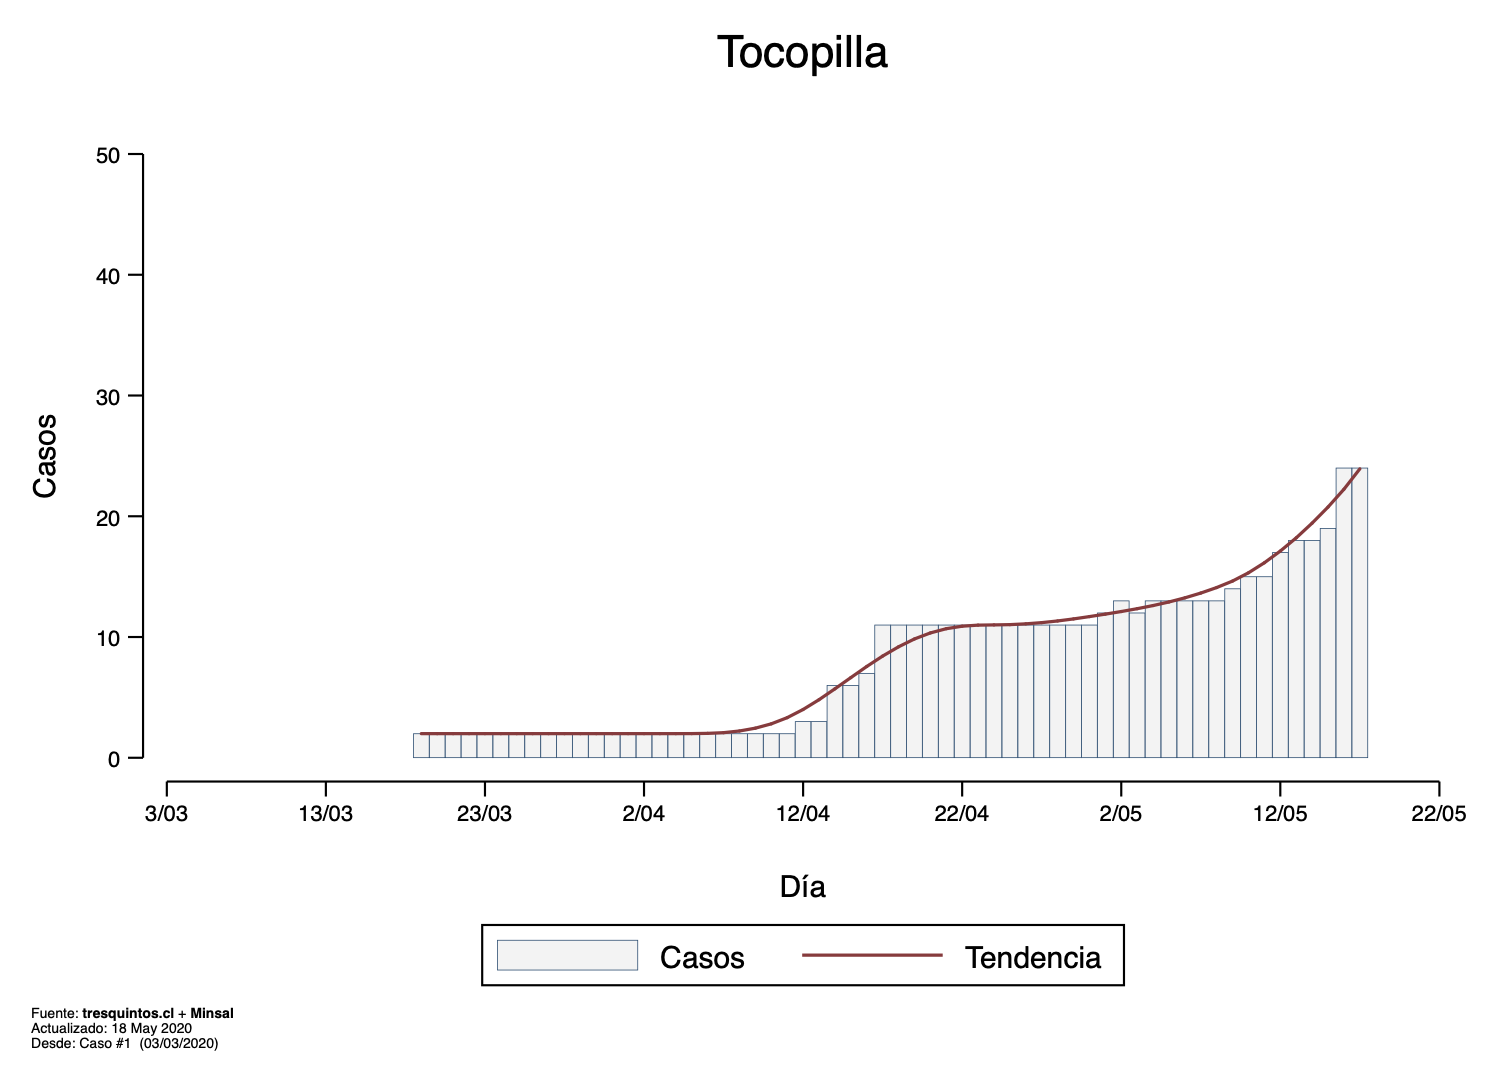 Tocopilla
Casos
50
40
30
20
10
0
3/03
13/03
23/03
2/04
12/04
22/04
2/05
12/05
22/05
Día
Casos
Tendencia
Fuente: tresquintos.cl + Minsal
Actualizado: 18 May 2020
Desde: Caso #1 (03/03/2020)